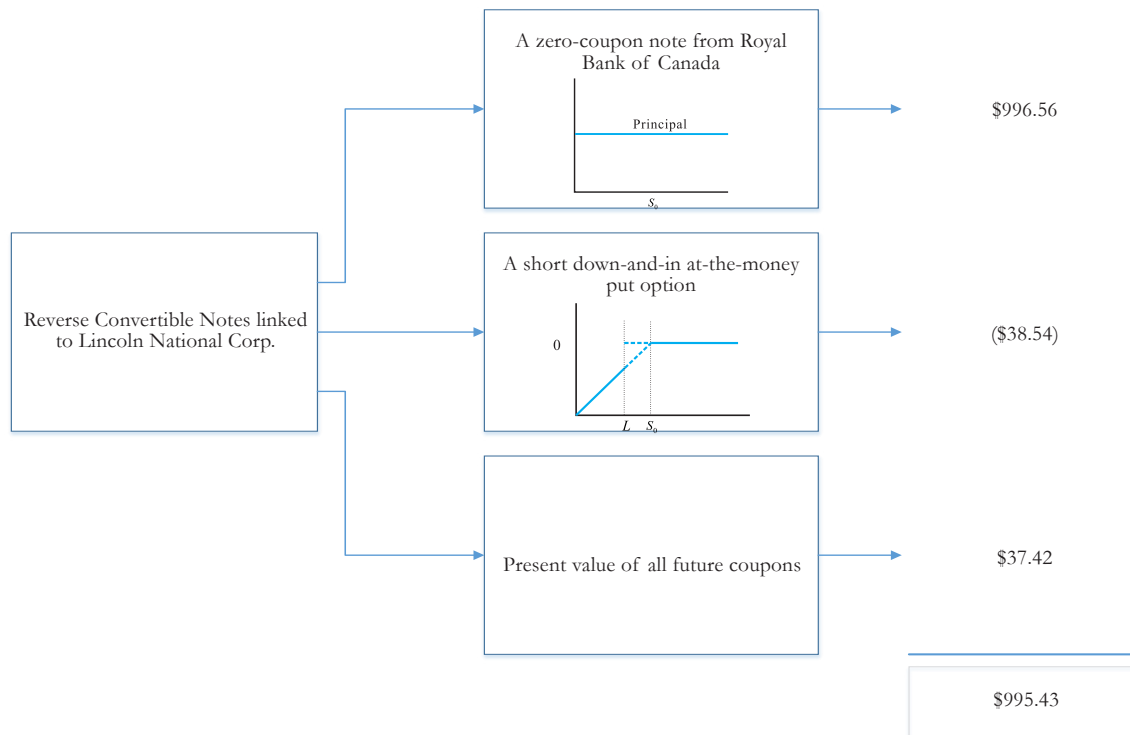 A zero-coupon note from Royal
Bank of Canada
Principal
S₀
$996.56
Reverse Convertible Notes linked
to Lincoln National Corp.
A short down-and-in at-the-money
put option
0
L S₀
($38.54)
Present value of all future coupons
$37.42
$995.43